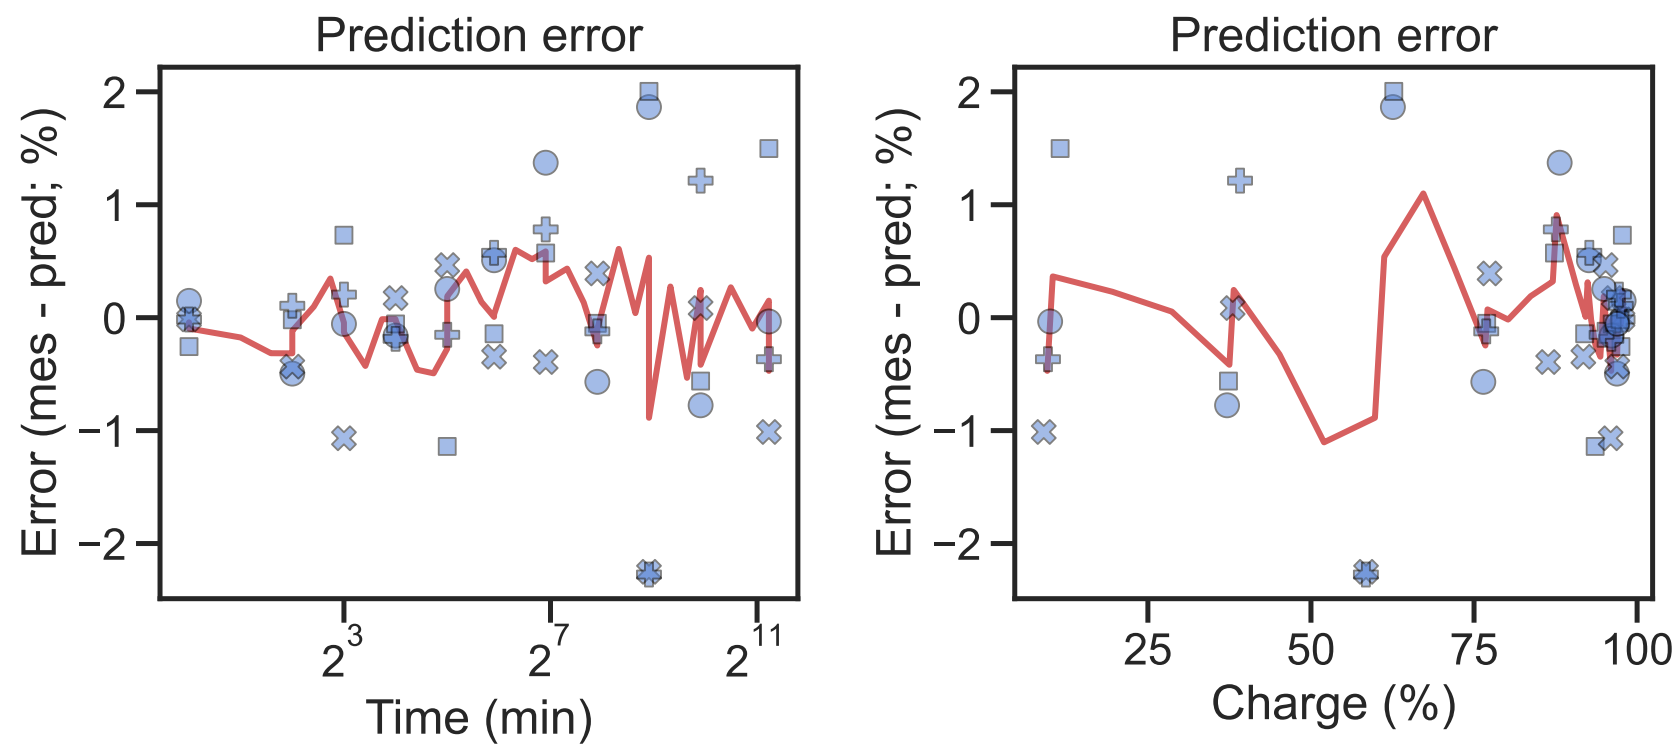 Prediction error
Error (mes - pred; %)
2
1
0
−1
−2
2^3
2^7
2^11
Time (min)
Prediction error
Error (mes - pred; %)
2
1
0
−1
−2
25
50
75
100
Charge (%)